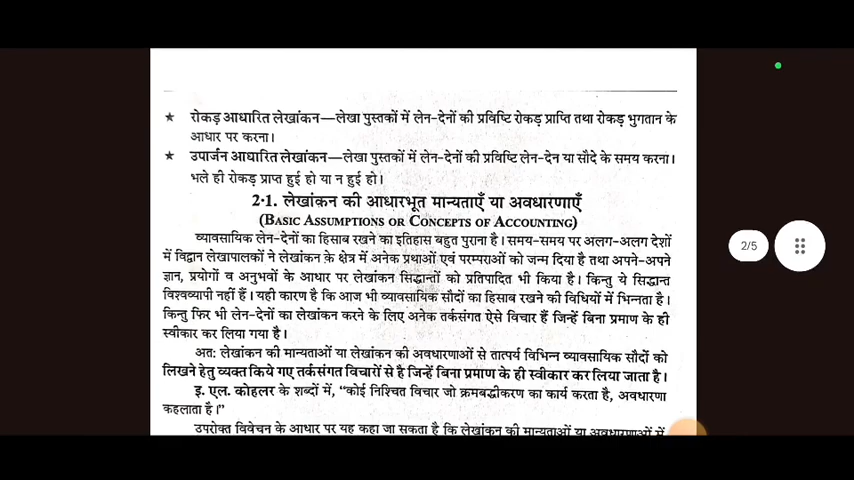 ★ रोकड़ आधारित लेखांकन—लेखा पुस्तकों में लेन-देनों की प्रविष्टि रोकड़ प्राप्ति तथा रोकड़ भुगतान के
आधार पर करना।
★ उपार्जन आधारित लेखांकन—लेखा पुस्तकों में लेन-देनों की प्रविष्टि लेन-देन या सौदे के समय करना।
भले ही रोकड़ प्राप्त हुई हो या न हुई हो।
2·1. लेखांकन की आधारभूत मान्यताएँ या अवधारणाएँ
(BASIC ASSUMPTIONS OR CONCEPTS OF ACCOUNTING)
व्यावसायिक लेन-देनों का हिसाब रखने का इतिहास बहुत पुराना है। समय-समय पर अलग-अलग देशों
में विद्वान लेखापालकों ने लेखांकन के क्षेत्र में अनेक प्रथाओं एवं परम्पराओं को जन्म दिया है तथा अपने-अपने
ज्ञान, प्रयोगों व अनुभवों के आधार पर लेखांकन सिद्धान्तों को प्रतिपादित भी किया है। किन्तु ये सिद्धान्त
विश्वव्यापी नहीं हैं। यही कारण है कि आज भी व्यावसायिक सौदों का हिसाब रखने की विधियों में भिन्नता है।
किन्तु फिर भी लेन-देनों का लेखांकन करने के लिए अनेक तर्कसंगत ऐसे विचार हैं जिन्हें बिना प्रमाण के ही
स्वीकार कर लिया गया है।
अतः लेखांकन की मान्यताओं या लेखांकन की अवधारणाओं से तात्पर्य विभिन्न व्यावसायिक सौदों को
लिखने हेतु व्यक्त किये गए तर्कसंगत विचारों से है जिन्हें बिना प्रमाण के ही स्वीकार कर लिया जाता है।
इ. एल. कोहलर के शब्दों में, “कोई निश्चित विचार जो क्रमबद्धीकरण का कार्य करता है, अवधारणा
कहलाता है।”
उपरोक्त विवेचन के आधार पर यह कहा जा सकता है कि लेखांकन की मान्यताओं या अवधारणाओं में
2/5